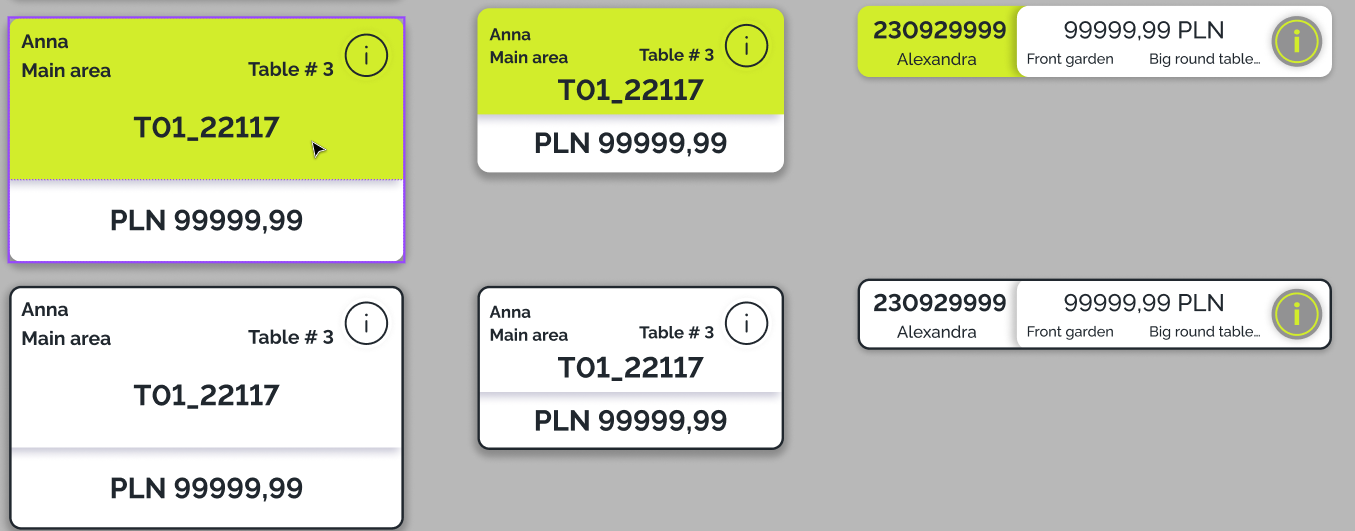 Anna
Main area
Table # 3
i
T01_22117
PLN 99999,99
Anna
Main area
Table # 3
i
T01_22117
PLN 99999,99
230929999
Alexandra
99999,99 PLN
Front garden
Big round table...
i
Anna
Main area
Table # 3
i
T01_22117
PLN 99999,99
Anna
Main area
Table # 3
i
T01_22117
PLN 99999,99
230929999
Alexandra
99999,99 PLN
Front garden
Big round table...
i